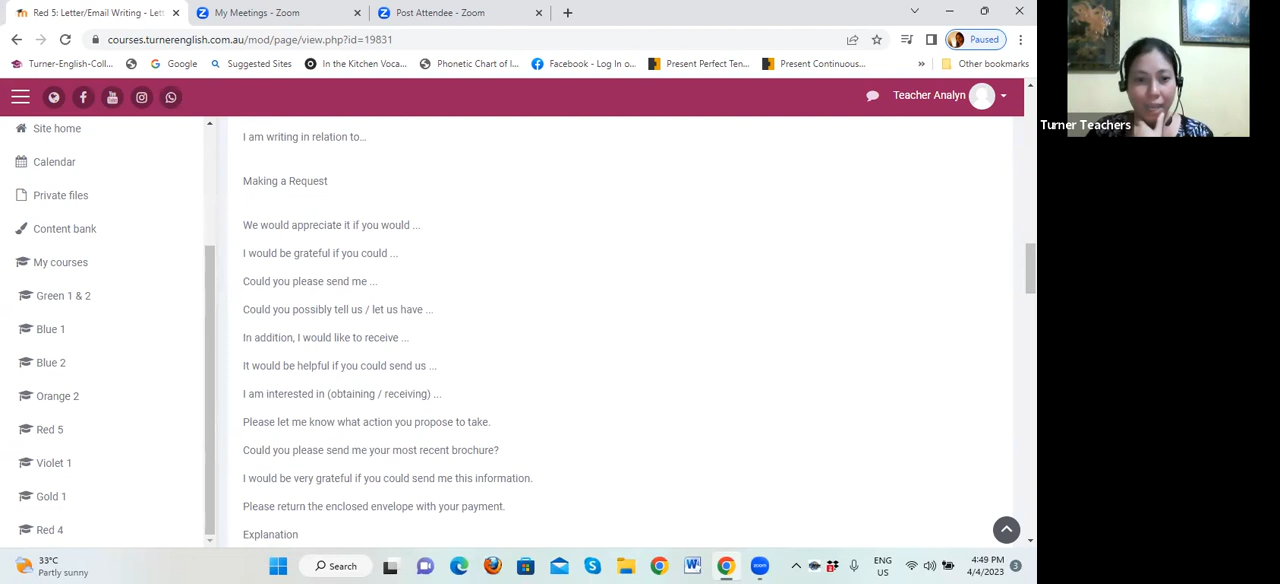 Red 5: Letter/Email Writing - Lett
My Meetings - Zoom
Post Attendee - Zoom
courses.turnerenglish.com.au/mod/page/view.php?id=19831
Paused
Turner-English-Coll...
Google
Suggested Sites
In the Kitchen Voca...
Phonetic Chart of I...
Facebook - Log In o...
Present Perfect Ten...
Present Continuous...
»
Other bookmarks
Teacher Analyn
Turner Teachers
Site home
Calendar
Private files
Content bank
My courses
Green 1 & 2
Blue 1
Blue 2
Orange 2
Red 5
Violet 1
Gold 1
Red 4
I am writing in relation to...
Making a Request
We would appreciate it if you would ...
I would be grateful if you could ...
Could you please send me ...
Could you possibly tell us / let us have ...
In addition, I would like to receive ...
It would be helpful if you could send us ...
I am interested in (obtaining / receiving) ...
Please let me know what action you propose to take.
Could you please send me your most recent brochure?
I would be very grateful if you could send me this information.
Please return the enclosed envelope with your payment.
Explanation
33°C
Partly sunny
Search
ENG
US
4:49 PM
4/4/2023
3